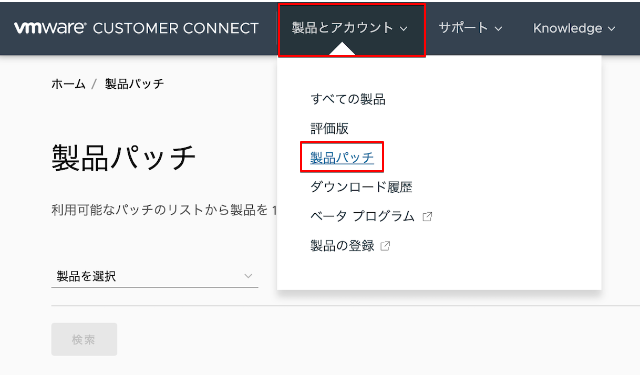 vmware CUSTOMER CONNECT 製品とアカウント サポート Knowledge
ホーム / 製品パッチ
製品パッチ
利用可能なパッチのリストから製品を1
製品を選択
検索
すべての製品
評価版
製品パッチ
ダウンロード履歴
ベータ プログラム
製品の登録